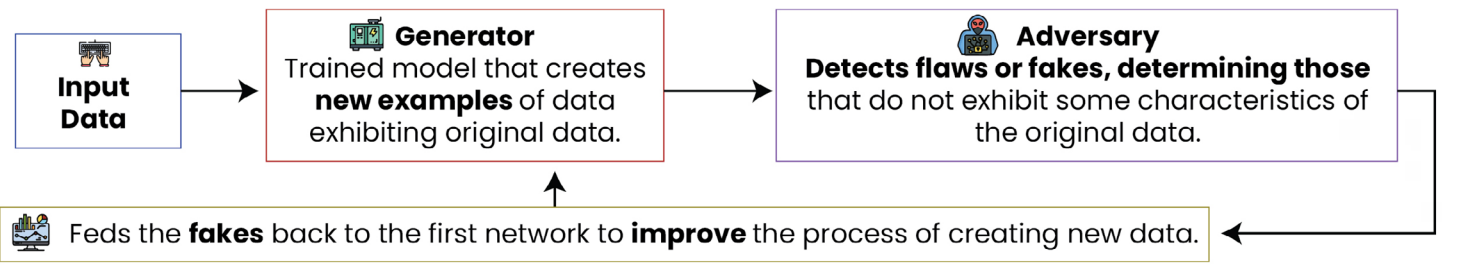 Input
Data
Generator
Trained model that creates
new examples of data
exhibiting original data.
Adversary
Detects flaws or fakes, determining those
that do not exhibit some characteristics of
the original data.
Feds the fakes back to the first network to improve the process of creating new data.